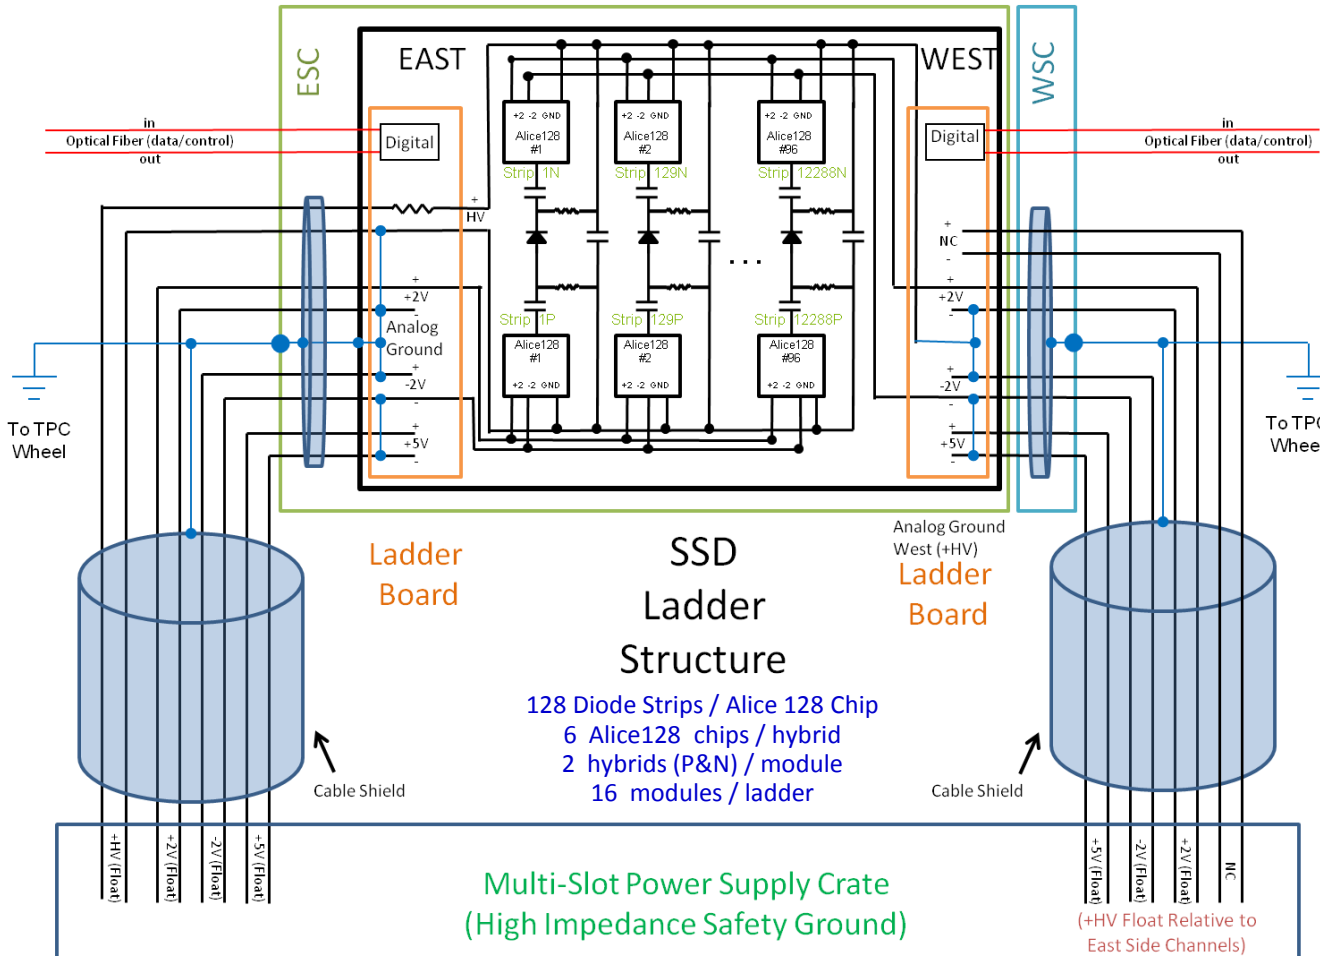 ESC
EAST
WEST
WSC
in
Optical Fiber (data/control)
out
Digital
+2 -2 GND
Alice128
#1
Strip 1N
+2 -2 GND
Alice128
#2
Strip 129N
+2 -2 GND
Alice128
#96
Strip 12288N
Digital
in
Optical Fiber (data/control)
out
+
HV
...
+
NC
-
+
+2V
-
Analog
Ground
+
-2V
-
+
+5V
-
Strip 1P
Alice128
#1
+2 -2 GND
Strip 129P
Alice128
#2
+2 -2 GND
Strip 12288P
Alice128
#96
+2 -2 GND
+
+2V
-
+
-2V
-
+
+5V
-
To TPC
Wheel
To TPC
Wheel
Ladder
Board
SSD
Ladder
Structure
Analog Ground
West (+HV)
Ladder
Board
128 Diode Strips / Alice 128 Chip
6 Alice128 chips / hybrid
2 hybrids (P&N) / module
16 modules / ladder
Cable Shield
Cable Shield
+HV (Float)
+2V (Float)
-2V (Float)
+5V (Float)
+5V (Float)
-2V (Float)
+2V (Float)
NC
Multi-Slot Power Supply Crate
(High Impedance Safety Ground)
(+HV Float Relative to
East Side Channels)